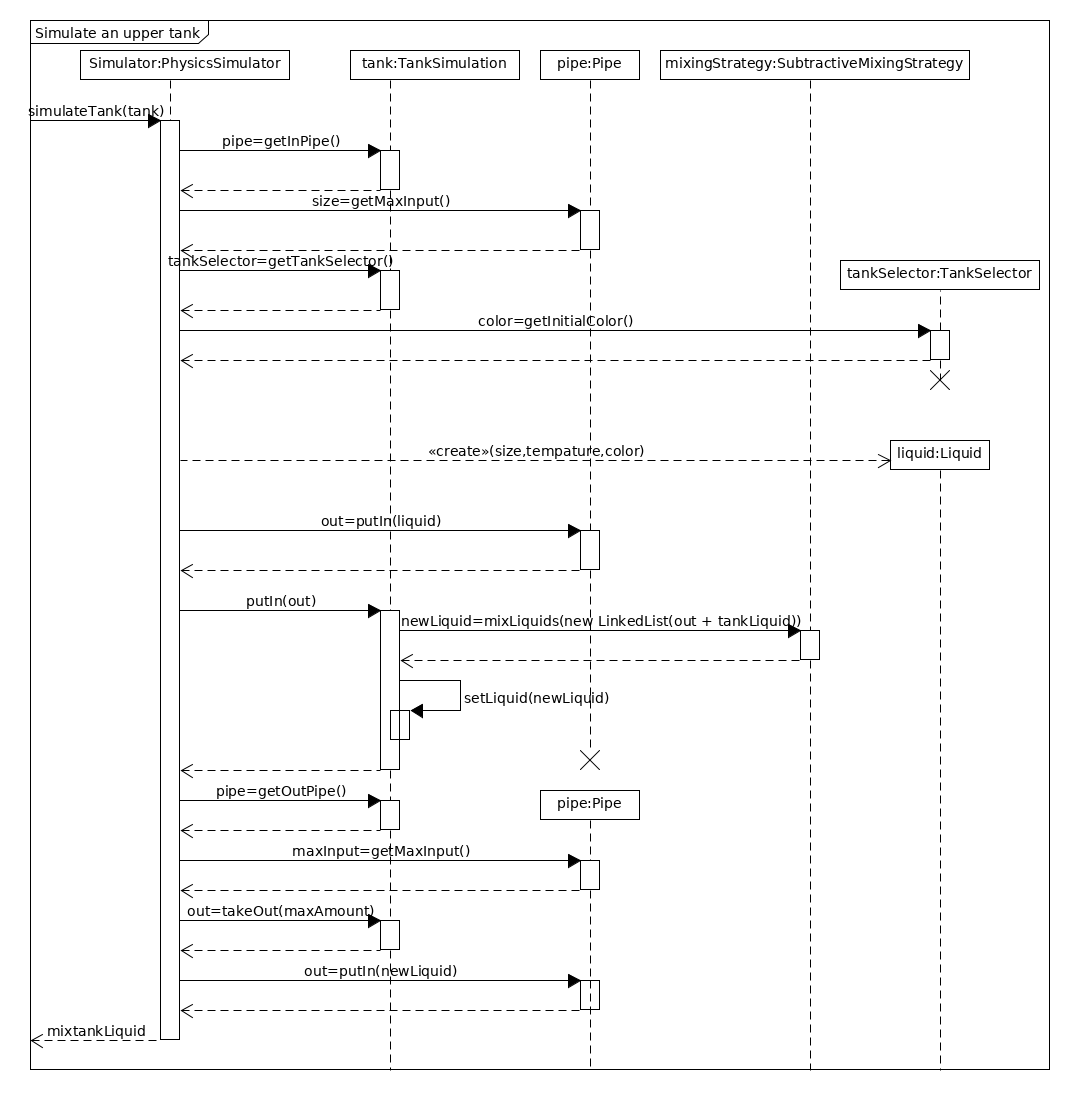 Simulate an upper tank
Simulator:PhysicsSimulator
tank:TankSimulation
pipe:Pipe
mixingStrategy:SubtractiveMixingStrategy
simulateTank(tank)
pipe=getInPipe()
size=getMaxInput()
tankSelector=getTankSelector()
tankSelector:TankSelector
color=getInitialColor()
«create»(size,tempature,color)
liquid:Liquid
out=putIn(liquid)
putIn(out)
newLiquid=mixLiquids(new LinkedList(out + tankLiquid))
setLiquid(newLiquid)
pipe=getOutPipe()
pipe:Pipe
maxInput=getMaxInput()
out=takeOut(maxAmount)
out=putIn(newLiquid)
mixtankLiquid